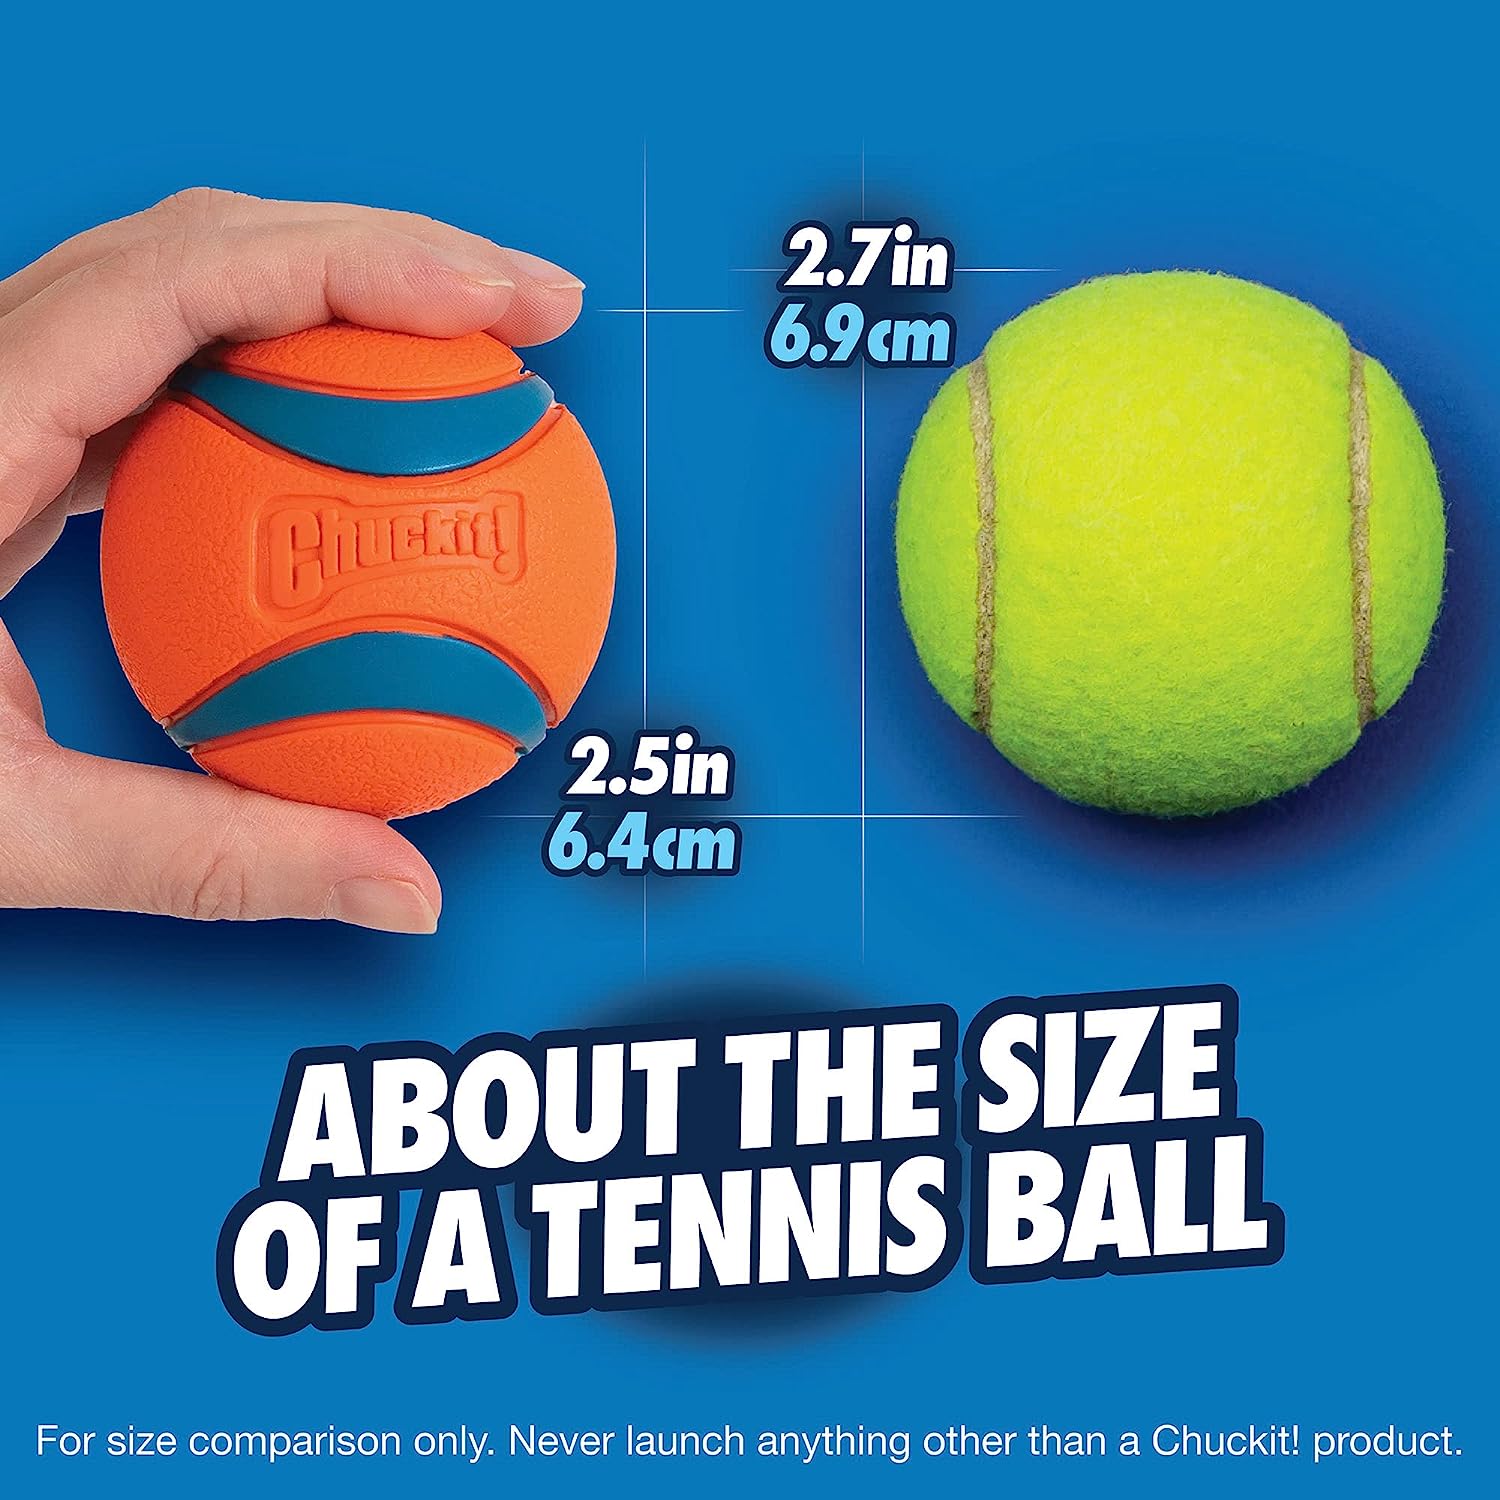 2.7in
6.9cm
Chuckit!
2.5in
6.4cm
ABOUT THE SIZE
OF A TENNIS BALL
For size comparison only. Never launch anything other than a Chuckit! product.